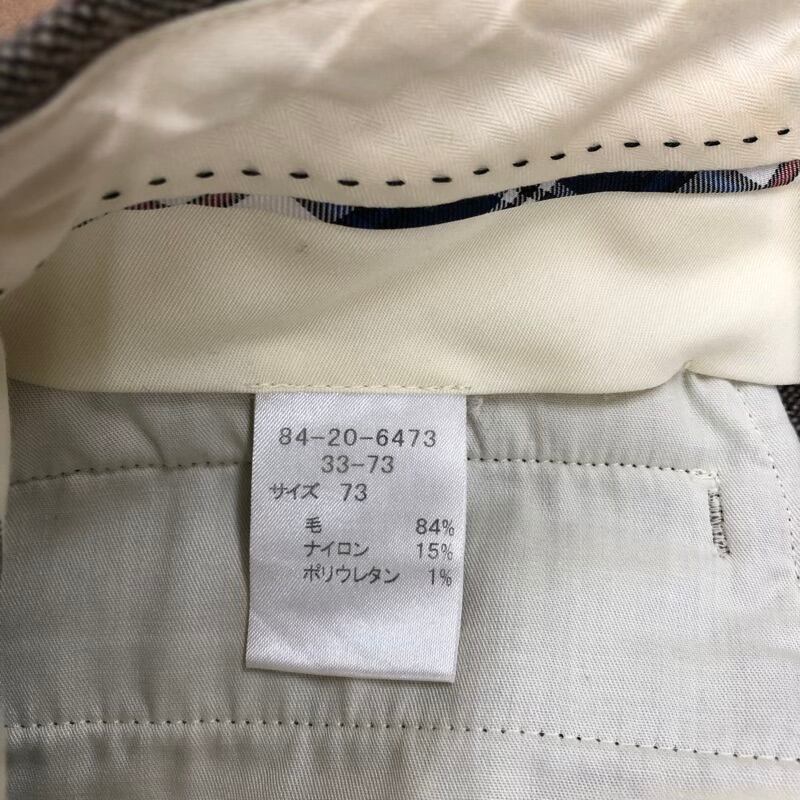 84-20-6473
33-73
サイズ 73
毛 84%
ナイロン 15%
ポリウレタン 1%